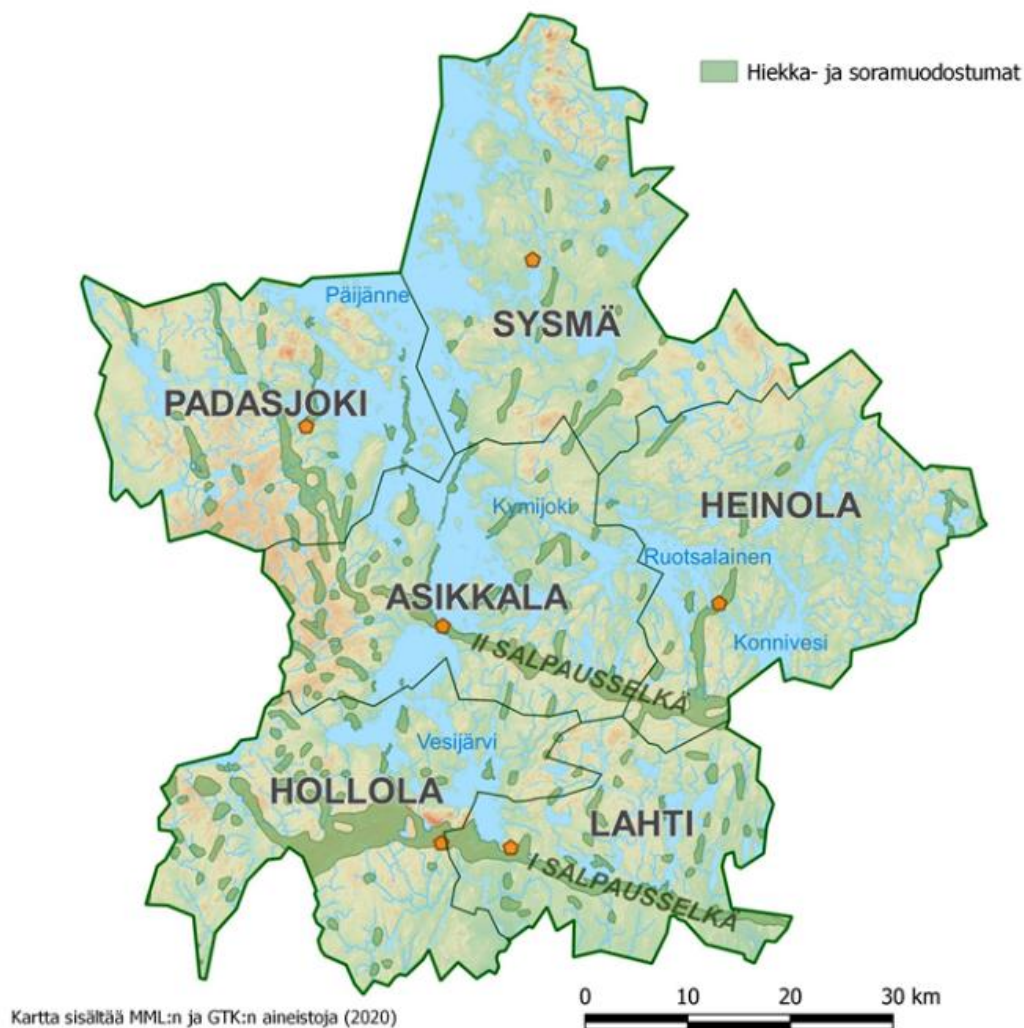 Hiekka- ja soramuodostumat
Päijänne
SYSMÄ
PADASJOKI
Kymijoki
HEINOLA
Ruotsalainen
ASIKKALA
Konnivesi
II SALPAUSSELKÄ
Vesijärvi
HOLLOLA
LAHTI
I SALPAUSSELKÄ
0 10 20 30 km
Kartta sisältää MML:n ja GTK:n aineistoja (2020)